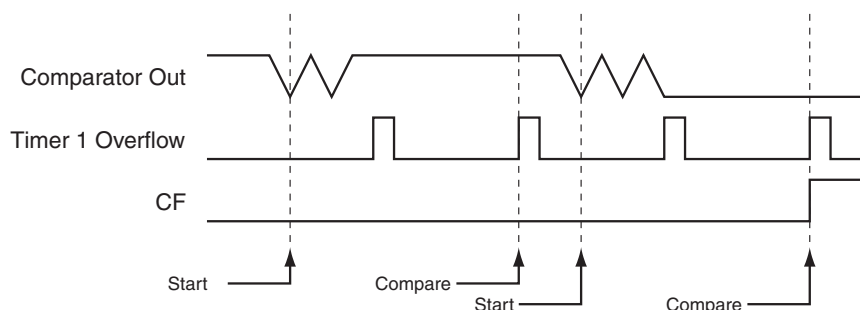 Comparator Out
Timer 1 Overflow
CF
Start
Compare
Start
Compare